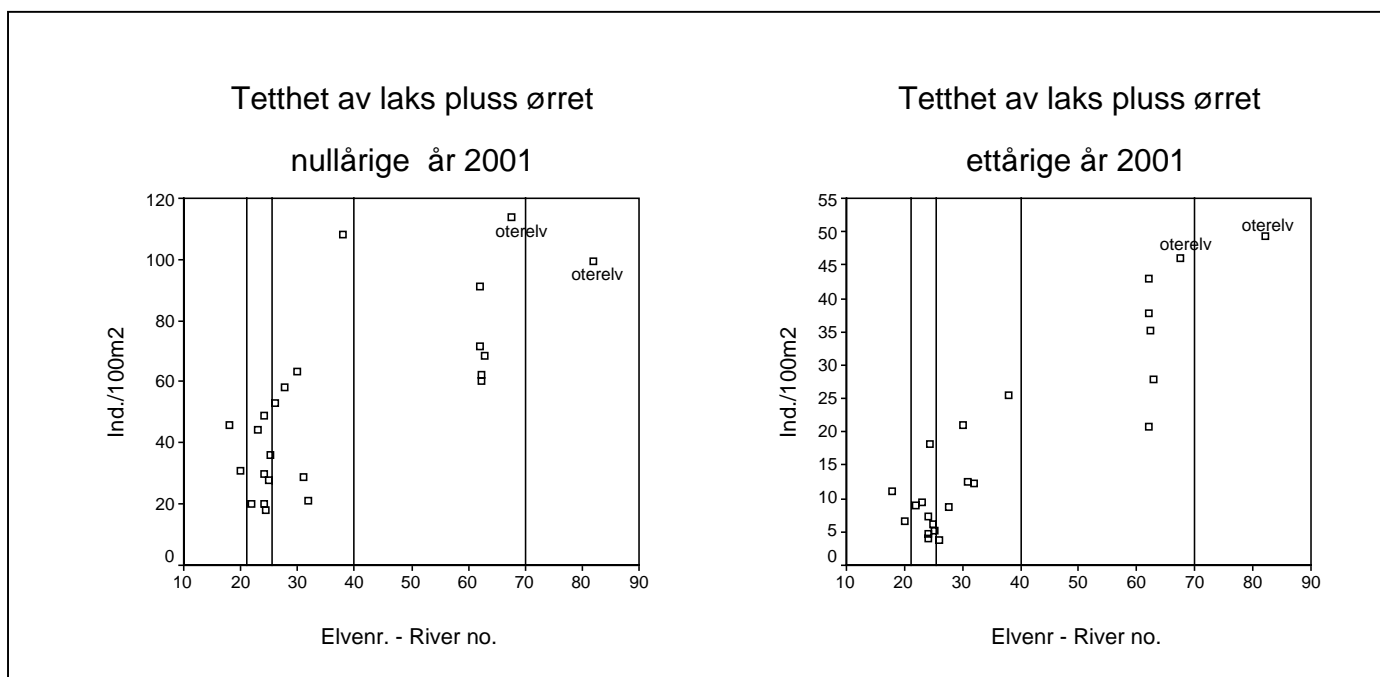 Tetthet av laks pluss ørret
nullårige år 2001
Ind./100m2
120
100
80
60
40
20
0
oterelv
oterelv
10 20 30 40 50 60 70 80 90
Elvenr. - River no.
Tetthet av laks pluss ørret
ettårige år 2001
Ind./100m2
55
50
45
40
35
30
25
20
15
10
5
0
oterelv
oterelv
10 20 30 40 50 60 70 80 90
Elvenr - River no.